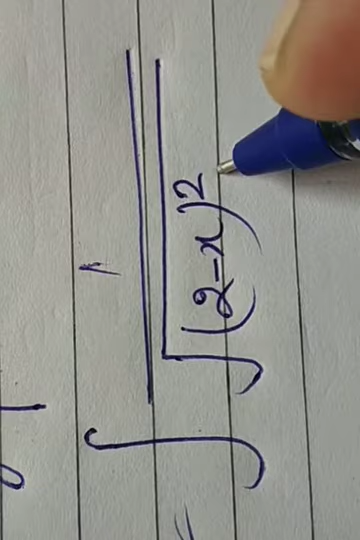 ∫ 1
√(2-x)²